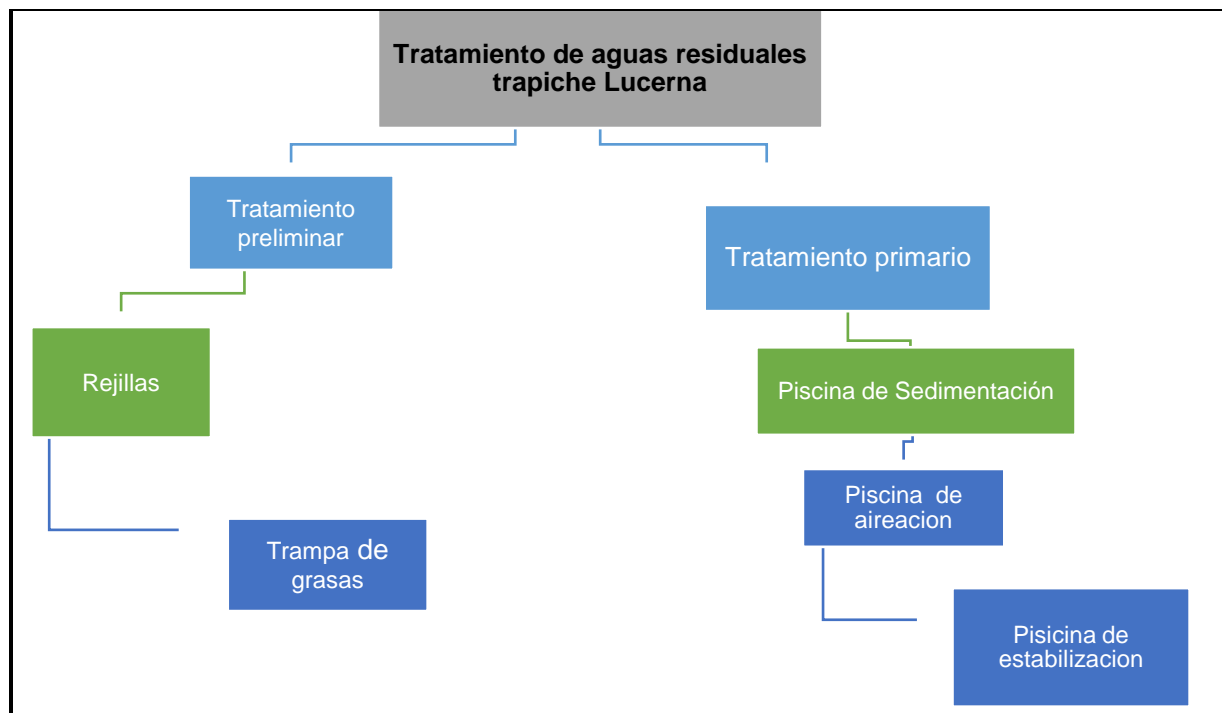 Tratamiento de aguas residuales
trapiche Lucerna
Tratamiento
preliminar
Tratamiento primario
Rejillas
Piscina de Sedimentación
Piscina de
aireacion
Trampa de
grasas
Pisicina de
estabilizacion